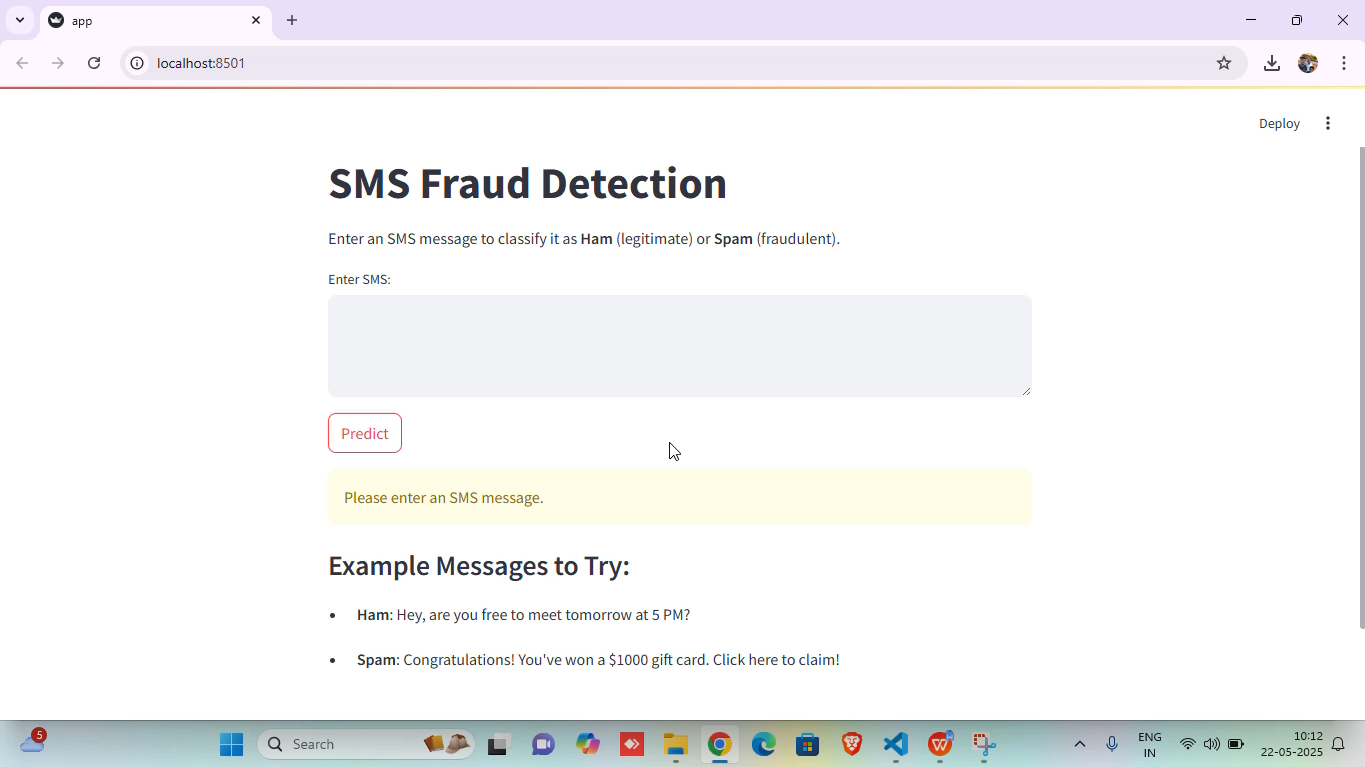 app
localhost:8501
Deploy
SMS Fraud Detection
Enter an SMS message to classify it as Ham (legitimate) or Spam (fraudulent).
Enter SMS:
Predict
Please enter an SMS message.
Example Messages to Try:
• Ham: Hey, are you free to meet tomorrow at 5 PM?
• Spam: Congratulations! You've won a $1000 gift card. Click here to claim!
5
Search
ENG
IN
10:12
22-05-2025